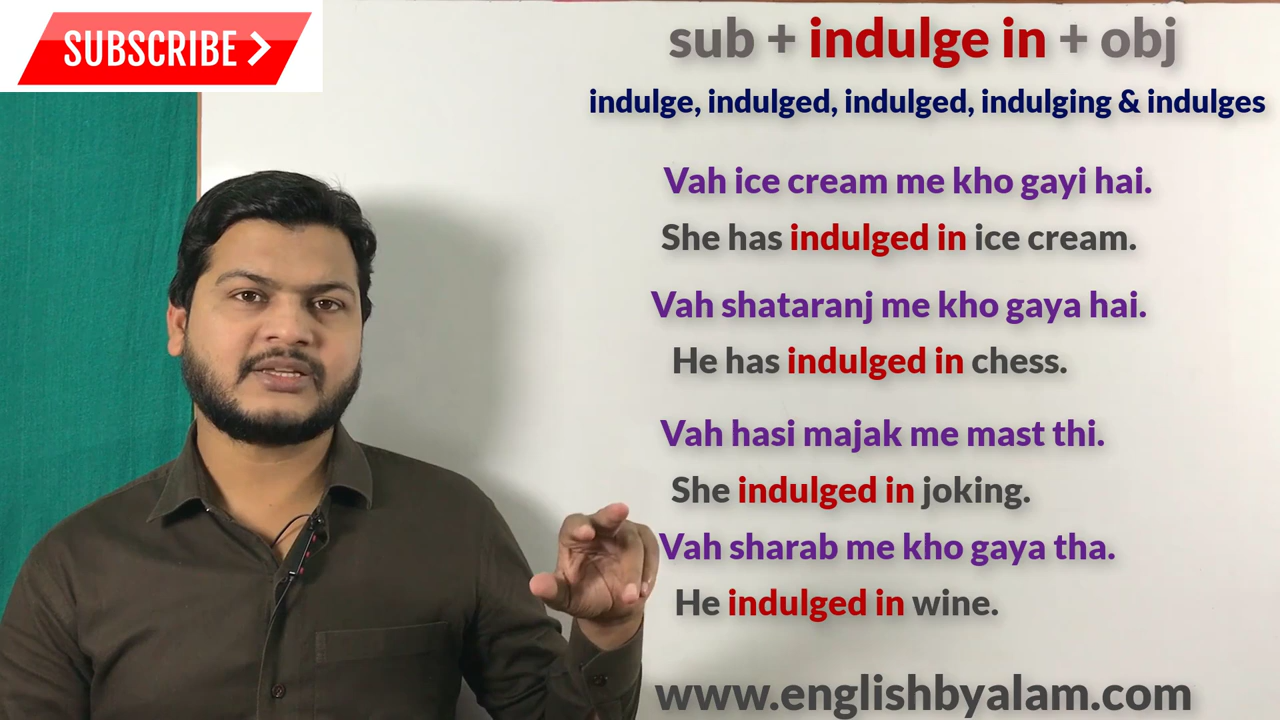 SUBSCRIBE
sub + indulge in + obj
indulge, indulged, indulged, indulging & indulges
Vah ice cream me kho gayi hai.
She has indulged in ice cream.
Vah shataranj me kho gaya hai.
He has indulged in chess.
Vah hasi majak me mast thi.
She indulged in joking.
Vah sharab me kho gaya tha.
He indulged in wine.
www.englishbyalam.com